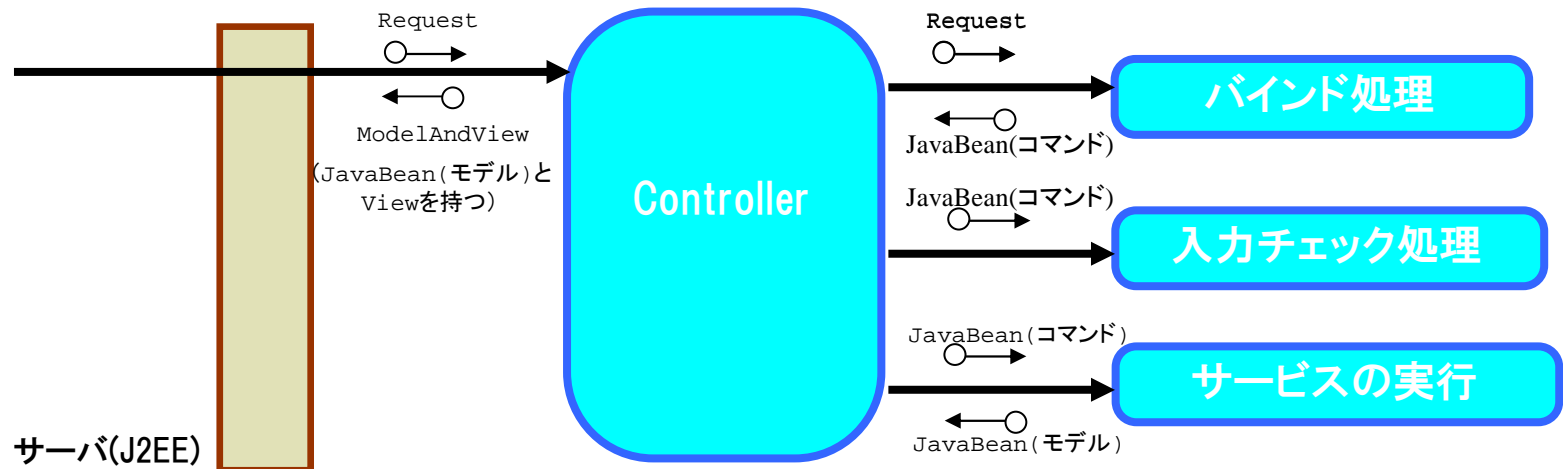 Request
ModelAndView
(JavaBean(モデル)と
Viewを持つ)
サーバ(J2EE)
Controller
Request
JavaBean(コマンド)
バインド処理
JavaBean(コマンド)
入力チェック処理
JavaBean(コマンド)
JavaBean(モデル)
サービスの実行